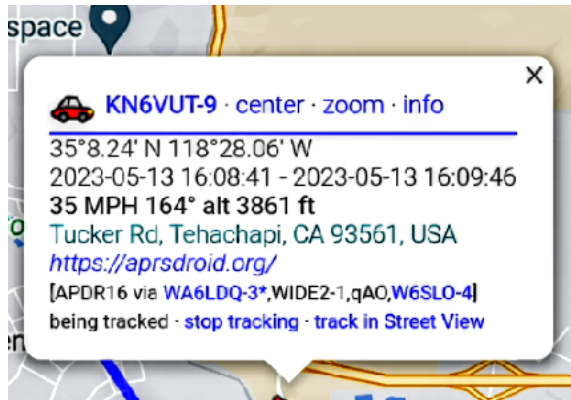 space
×
KN6VUT-9 · center · zoom · info
35°8.24' N 118°28.06' W
2023-05-13 16:08:41 - 2023-05-13 16:09:46
35 MPH 164° alt 3861 ft
Tucker Rd, Tehachapi, CA 93561, USA
https://aprsdroid.org/
[APDR16 via WA6LDQ-3*,WIDE2-1,qAO,W6SLO-4]
being tracked · stop tracking · track in Street View